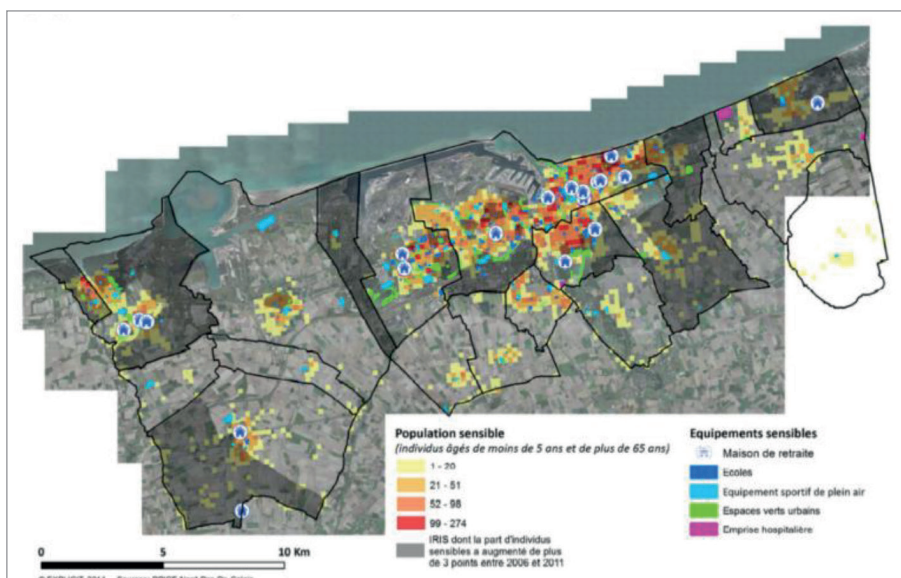 Population sensible
(individus âgés de moins de 5 ans et de plus de 65 ans)
1 - 20
21 - 51
52 - 98
99 - 274
IRIS dont la part d'individus
sensibles a augmenté de plus
de 3 points entre 2006 et 2011
Equipements sensibles
Maison de retraite
Ecoles
Equipement sportif de plein air
Espaces verts urbains
Emprise hospitalière
0 5 10 Km